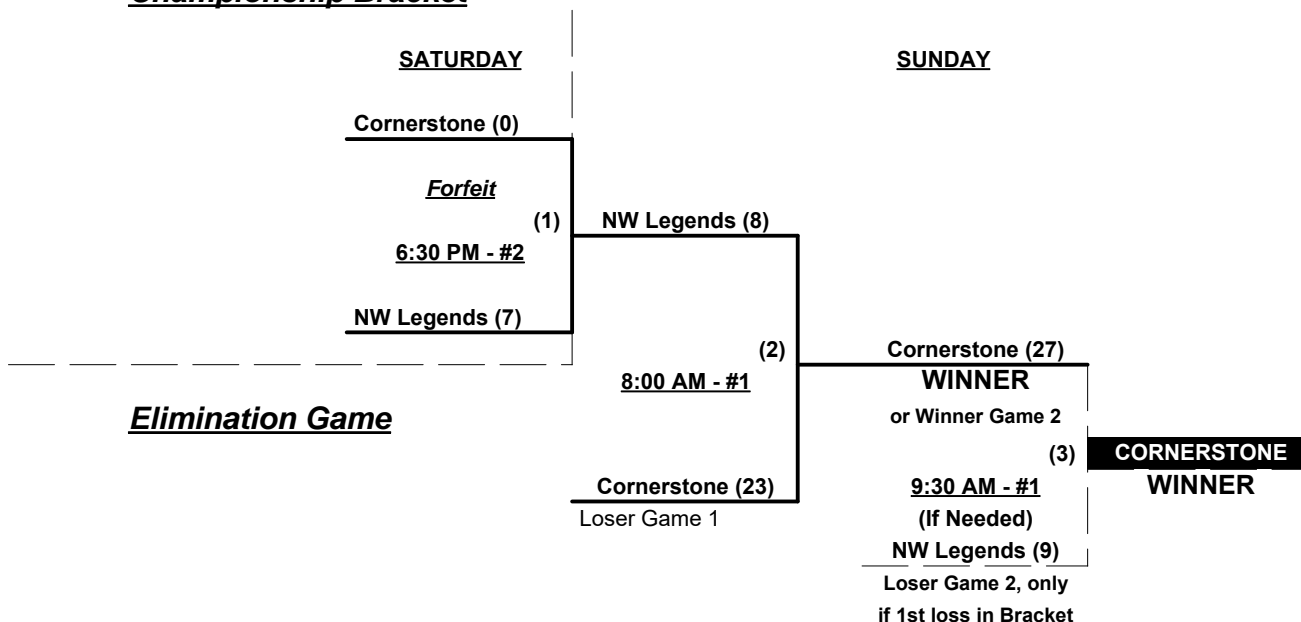 Championship Bracket
SATURDAY
SUNDAY
Cornerstone (0)
Forfeit
(1)
NW Legends (8)
6:30 PM - #2
NW Legends (7)
(2)
Cornerstone (27)
8:00 AM - #1
WINNER
Elimination Game
or Winner Game 2
(3)
CORNERSTONE
Cornerstone (23)
9:30 AM - #1
WINNER
Loser Game 1
(If Needed)
NW Legends (9)
Loser Game 2, only
if 1st loss in Bracket